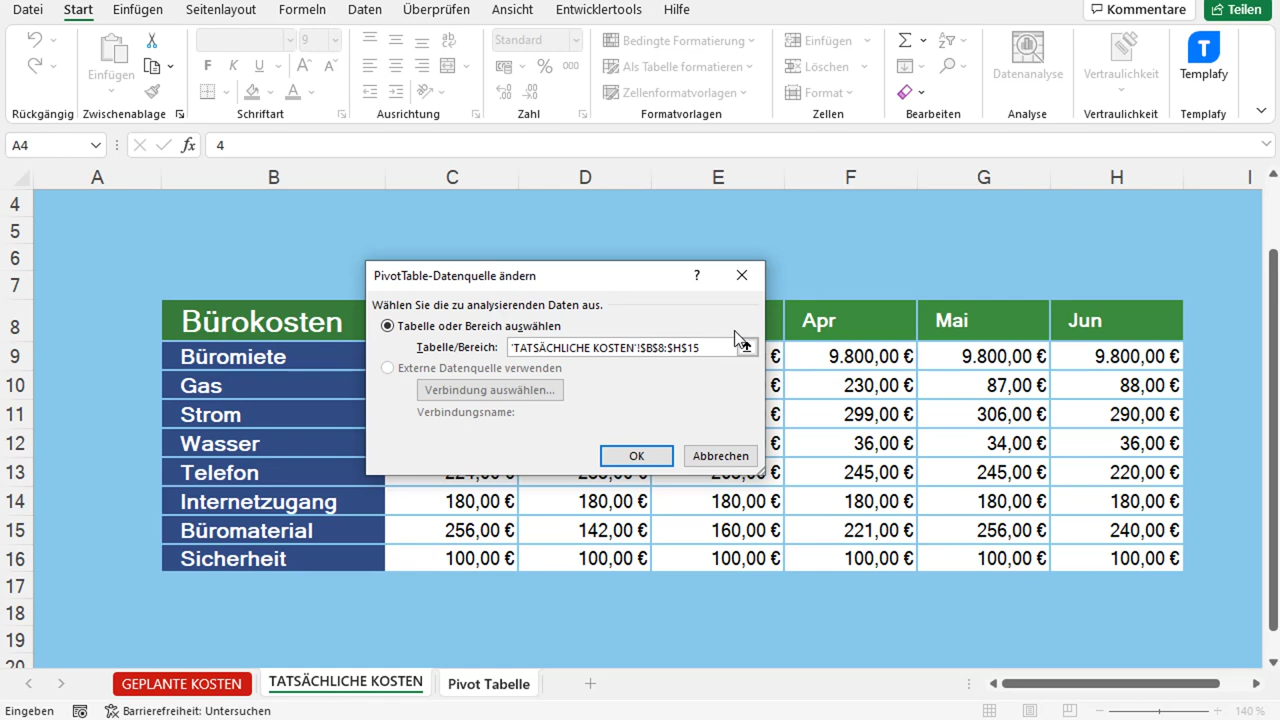 Datei Start Einfügen Seitenlayout Formeln Daten Überprüfen Ansicht Entwicklertools Hilfe Kommentare Teilen
Einfügen
9
F K U A A
A
ab
Standard
% 000
Bedingte Formatierung
Als Tabelle formatieren
Zellenformatvorlagen
Einfügen
Löschen
Format
Datenanalyse
Vertraulichkeit
Templafy
Rückgängig Zwischenablage Schriftart Ausrichtung Zahl Formatvorlagen Zellen Bearbeiten Analyse Vertraulichkeit Templafy
A4 fx 4
A B C D E F G H I
4
5
6
7
8 Bürokosten Apr Mai Jun
9 Büromiete € 9.800,00 € 9.800,00 € 9.800,00 €
10 Gas € 230,00 € 87,00 € 88,00 €
11 Strom € 299,00 € 306,00 € 290,00 €
12 Wasser € 36,00 € 34,00 € 36,00 €
13 Telefon 245,00 € 245,00 € 220,00 €
14 Internetzugang 180,00 € 180,00 € 180,00 € 180,00 € 180,00 € 180,00 €
15 Büromaterial 256,00 € 142,00 € 160,00 € 221,00 € 256,00 € 240,00 €
16 Sicherheit 100,00 € 100,00 € 100,00 € 100,00 € 100,00 € 100,00 €
17
18
19
20
PivotTable-Datenquelle ändern ?
Wählen Sie die zu analysierenden Daten aus.
Tabelle oder Bereich auswählen
Tabelle/Bereich: 'TATSÄCHLICHE KOSTEN'!$B$8:$H$15
Externe Datenquelle verwenden
Verbindung auswählen...
Verbindungsname:
OK Abbrechen
GEPLANTE KOSTEN TATSÄCHLICHE KOSTEN Pivot Tabelle
Eingeben Barrierefreiheit: Untersuchen 140 %